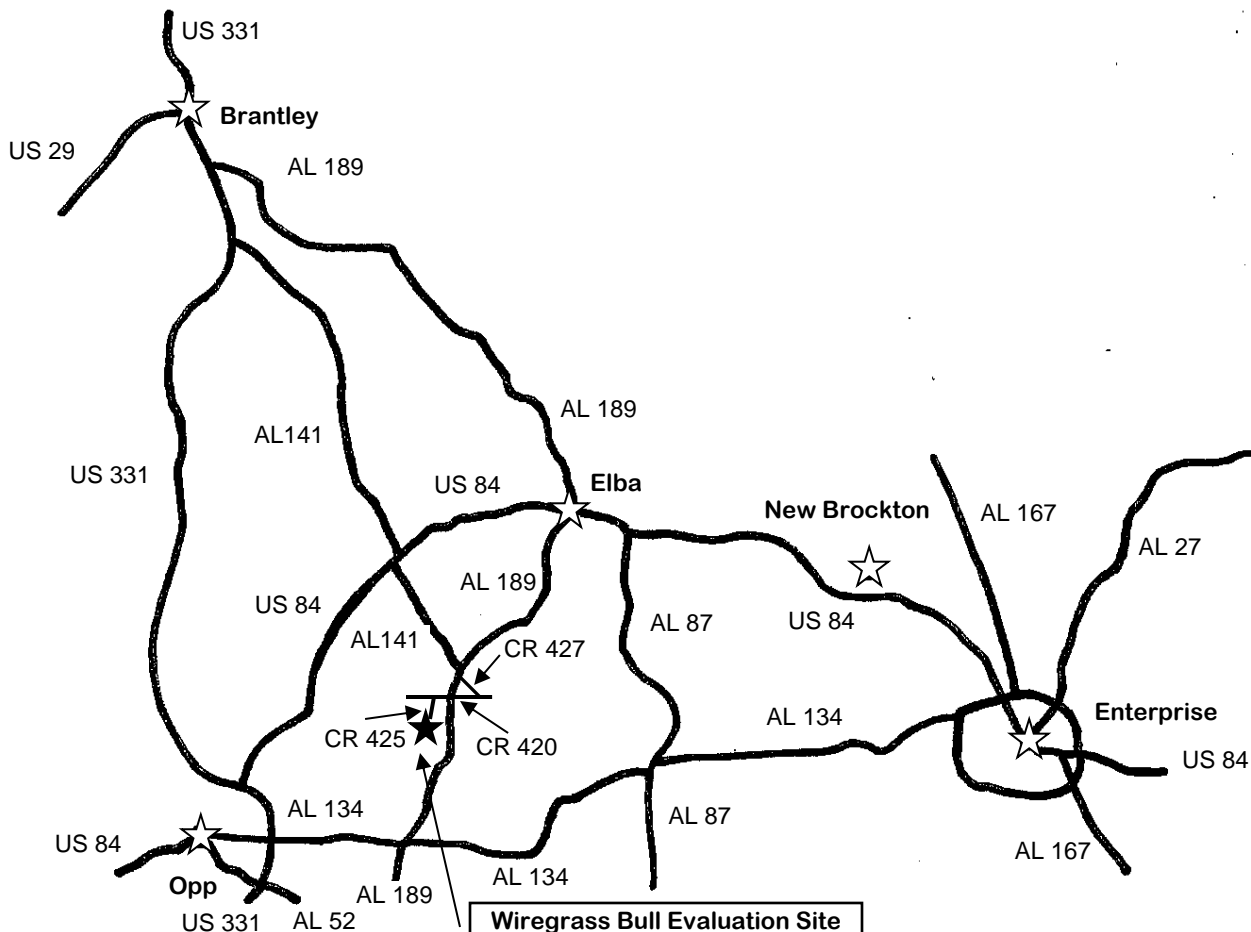 US 331
Brantley
US 29
AL 189
AL 189
AL141
US 331
US 84
Elba
New Brockton
AL 167
AL 27
AL 189
US 84
AL 87
US 84
AL141
CR 427
AL 134
Enterprise
CR 425
CR 420
US 84
AL 134
AL 87
US 84
AL 167
Opp
AL 189
AL 134
US 331
AL 52
Wiregrass Bull Evaluation Site